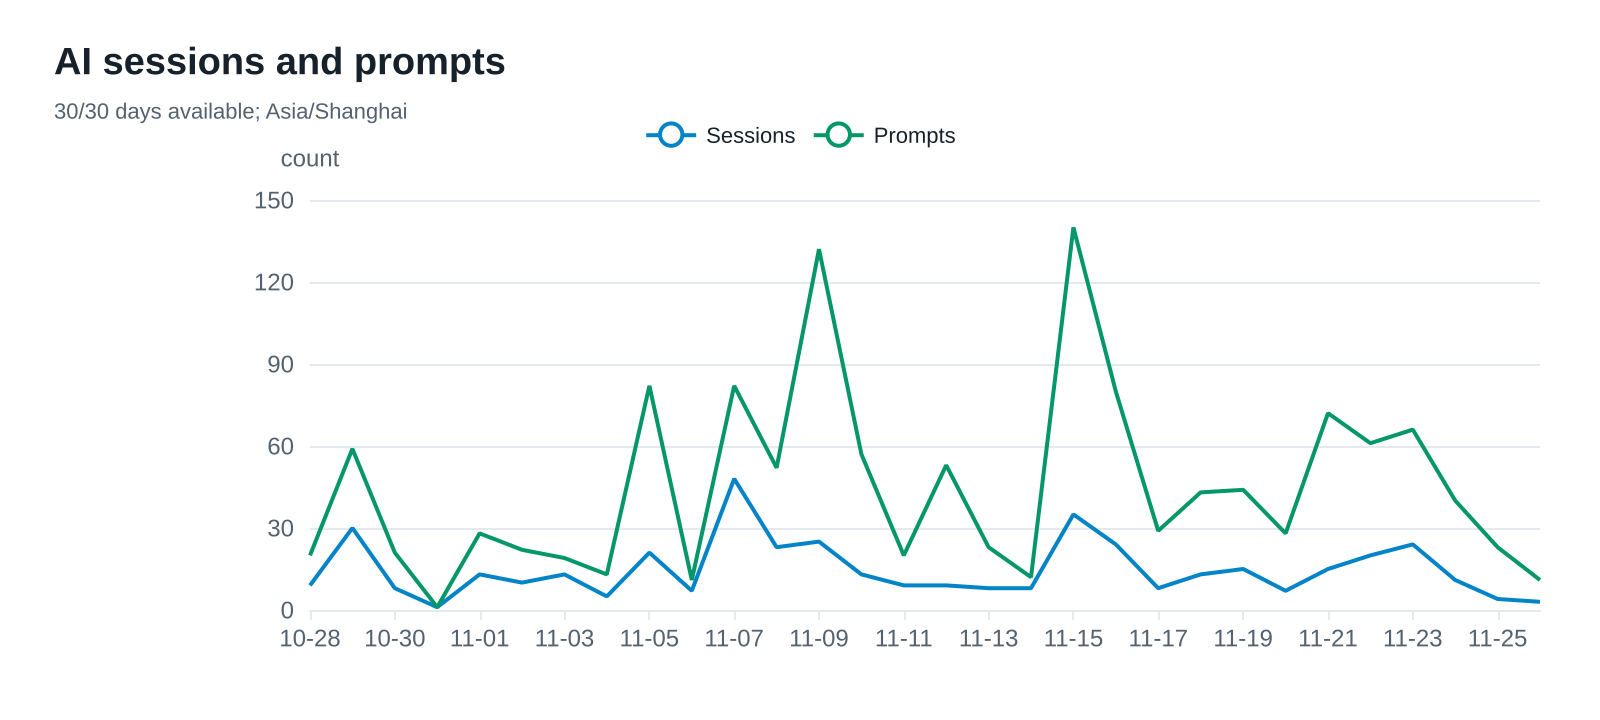 AI sessions and prompts
30/30 days available; Asia/Shanghai
Sessions Prompts
count
150
120
90
60
30
0
10-28 10-30 11-01 11-03 11-05 11-07 11-09 11-11 11-13 11-15 11-17 11-19 11-21 11-23 11-25